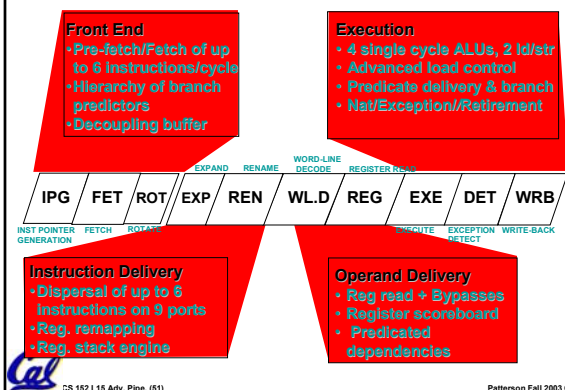 Front End
•Pre-fetch/Fetch of up
to 6 instructions/cycle
•Hierarchy of branch
predictors
•Decoupling buffer
Execution
• 4 single cycle ALUs, 2 ld/str
• Advanced load control
• Predicate delivery & branch
• Nat/Exception//Retirement
EXPAND RENAME WORD-LINE
DECODE REGISTER READ
IPG FET ROT EXP REN WL.D REG EXE DET WRB
INST POINTER
GENERATION FETCH ROTATE EXECUTE EXCEPTION
DETECT WRITE-BACK
Instruction Delivery
•Dispersal of up to 6
instructions on 9 ports
•Reg. remapping
•Reg. stack engine
Operand Delivery
• Reg read + Bypasses
• Register scoreboard
• Predicated
dependencies
Cal
CS 152 L15 Adv. Pipe. (51) Patterson Fall 2003